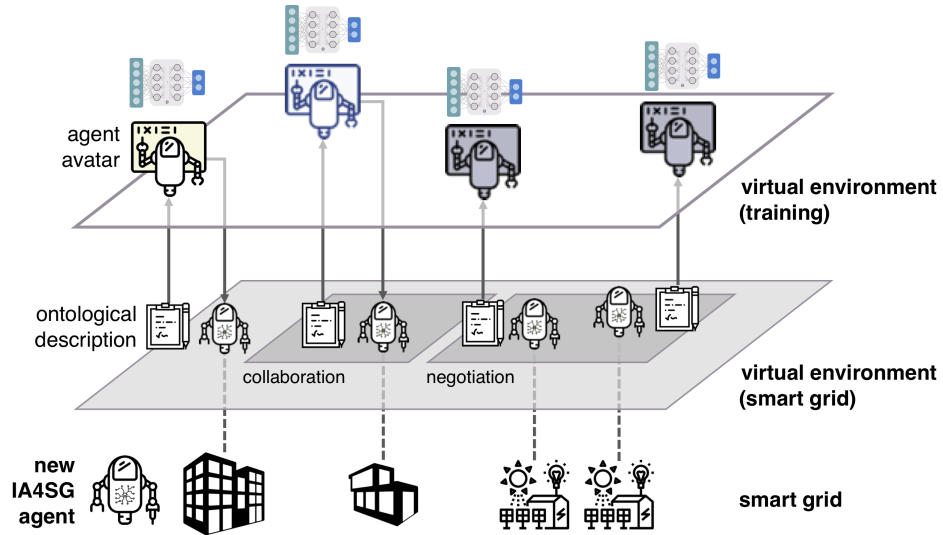 agent
avatar
virtual environment
(training)
ontological
description
collaboration
negotiation
virtual environment
(smart grid)
new
IA4SG
agent
smart grid